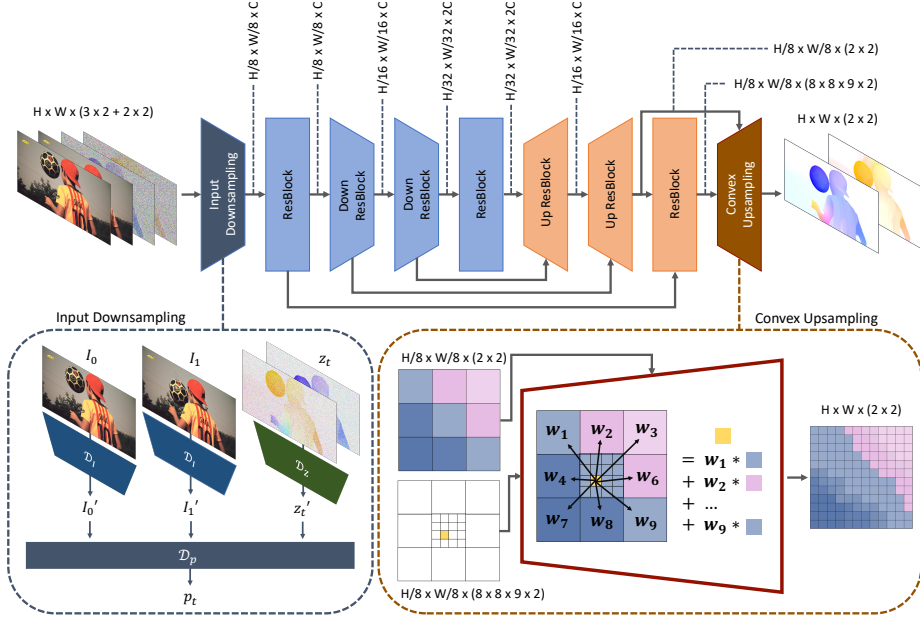 H/8 x W/8 x C
H/8 x W/8 x C
H/16 x W/16 x C
H/32 x W/32 x 2C
H/32 x W/32 x 2C
H/16 x W/16 x C
H/8 x W/8 x (2 x 2)
H/8 x W/8 x (8 x 8 x 9 x 2)
H x W x (3 x 2 + 2 x 2)
H x W x (2 x 2)
Input
Downsampling
ResBlock
Down
ResBlock
Down
ResBlock
ResBlock
Up ResBlock
Up ResBlock
ResBlock
Convex
Upsampling
Input Downsampling
I₀
I₁
zₜ
𝒟ᵢ
𝒟ᵢ
𝒟_z
I₀′
I₁′
zₜ′
𝒟ₚ
pₜ
Convex Upsampling
H/8 x W/8 x (2 x 2)
H/8 x W/8 x (8 x 8 x 9 x 2)
w₁
w₂
w₃
w₄
w₆
w₇
w₈
w₉
= w₁ *
+ w₂ *
+ ...
+ w₉ *
H x W x (2 x 2)